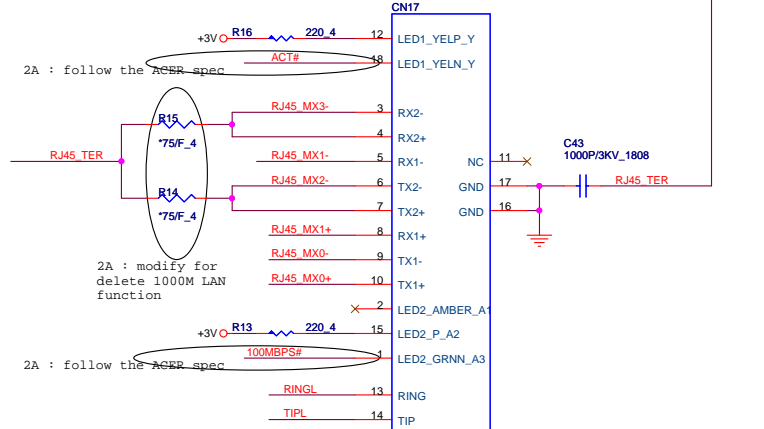 CN17
+3V R16 220_4 12 LED1_YELP_Y
ACT# 18 LED1_YELN_Y
2A : follow the ACER spec
RJ45_MX3- 3 RX2-
R15
*75/F_4
4 RX2+
RJ45_TER
RJ45_MX1- 5 RX1-
NC 11
C43
1000P/3KV_1808
RJ45_MX2- 6 TX2-
GND 17
RJ45_TER
R14
*75/F_4
7 TX2+
GND 16
RJ45_MX1+ 8 RX1+
RJ45_MX0- 9 TX1-
2A : modify for
delete 1000M LAN
function
RJ45_MX0+ 10 TX1+
2 LED2_AMBER_A1
+3V R13 220_4 15 LED2_P_A2
100MBPS# 1 LED2_GRNN_A3
2A : follow the ACER spec
RINGL 13 RING
TIPL 14 TIP